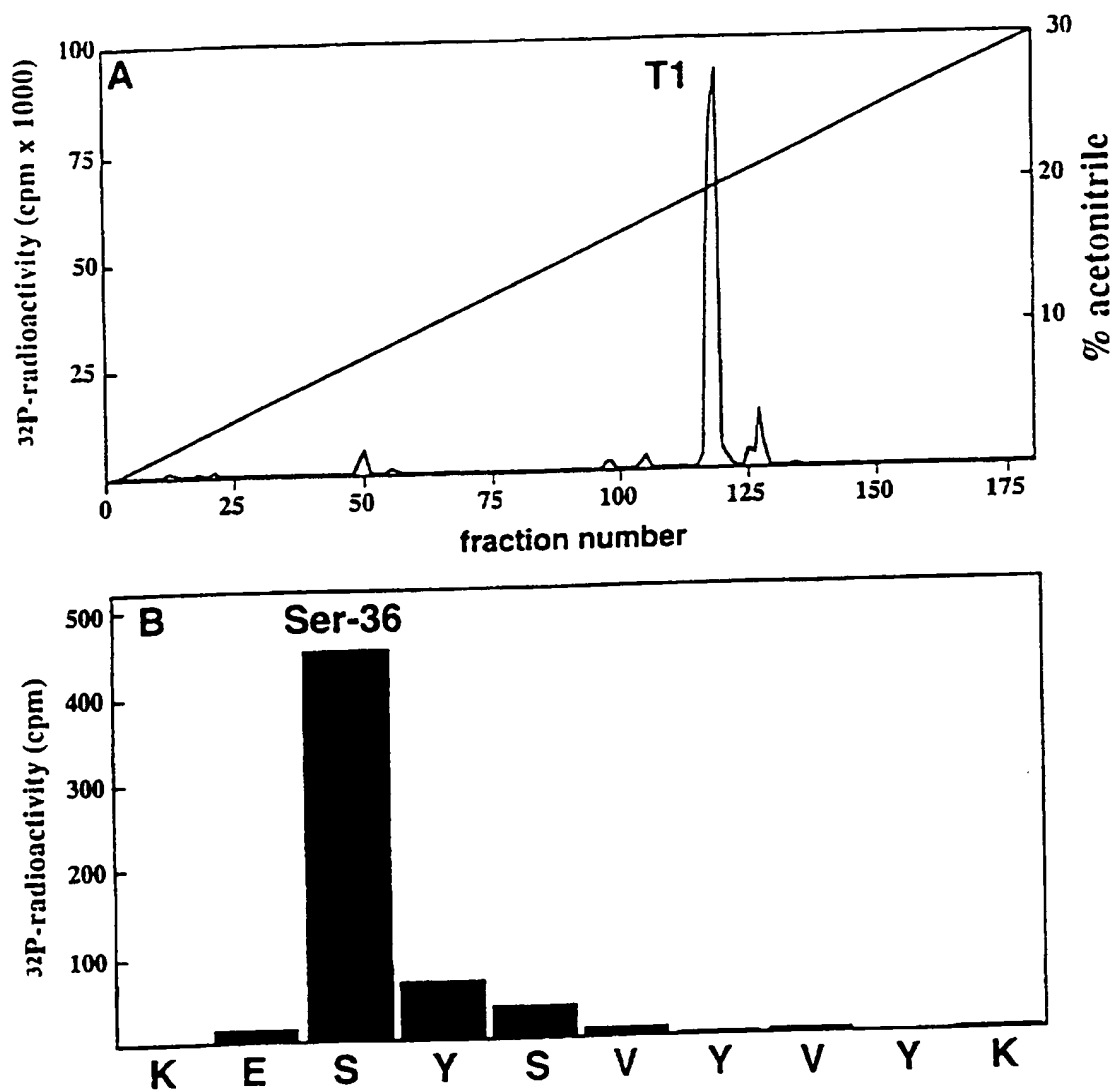 A
T1
100
75
50
25
30
20
10
0 25 50 75 100 125 150 175
32P-radioactivity (cpm x 1000)
% acetonitrile
fraction number
B
Ser-36
500
400
300
200
100
32P-radioactivity (cpm)
K E S Y S V Y V Y K